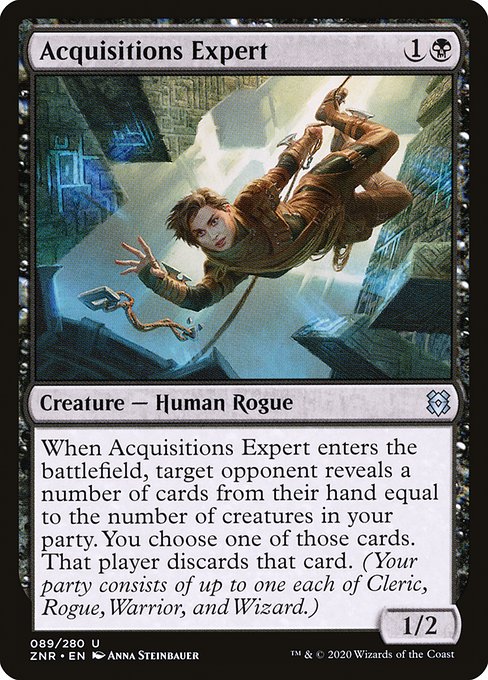 Acquisitions Expert 1
Creature — Human Rogue
When Acquisitions Expert enters the
battlefield, target opponent reveals a
number of cards from their hand equal
to the number of creatures in your
party. You choose one of those cards.
That player discards that card. (Your
party consists of up to one each of Cleric,
Rogue, Warrior, and Wizard.)
1/2
089/280 U
ZNR • EN Anna Steinbauer
™ & © 2020 Wizards of the Coast